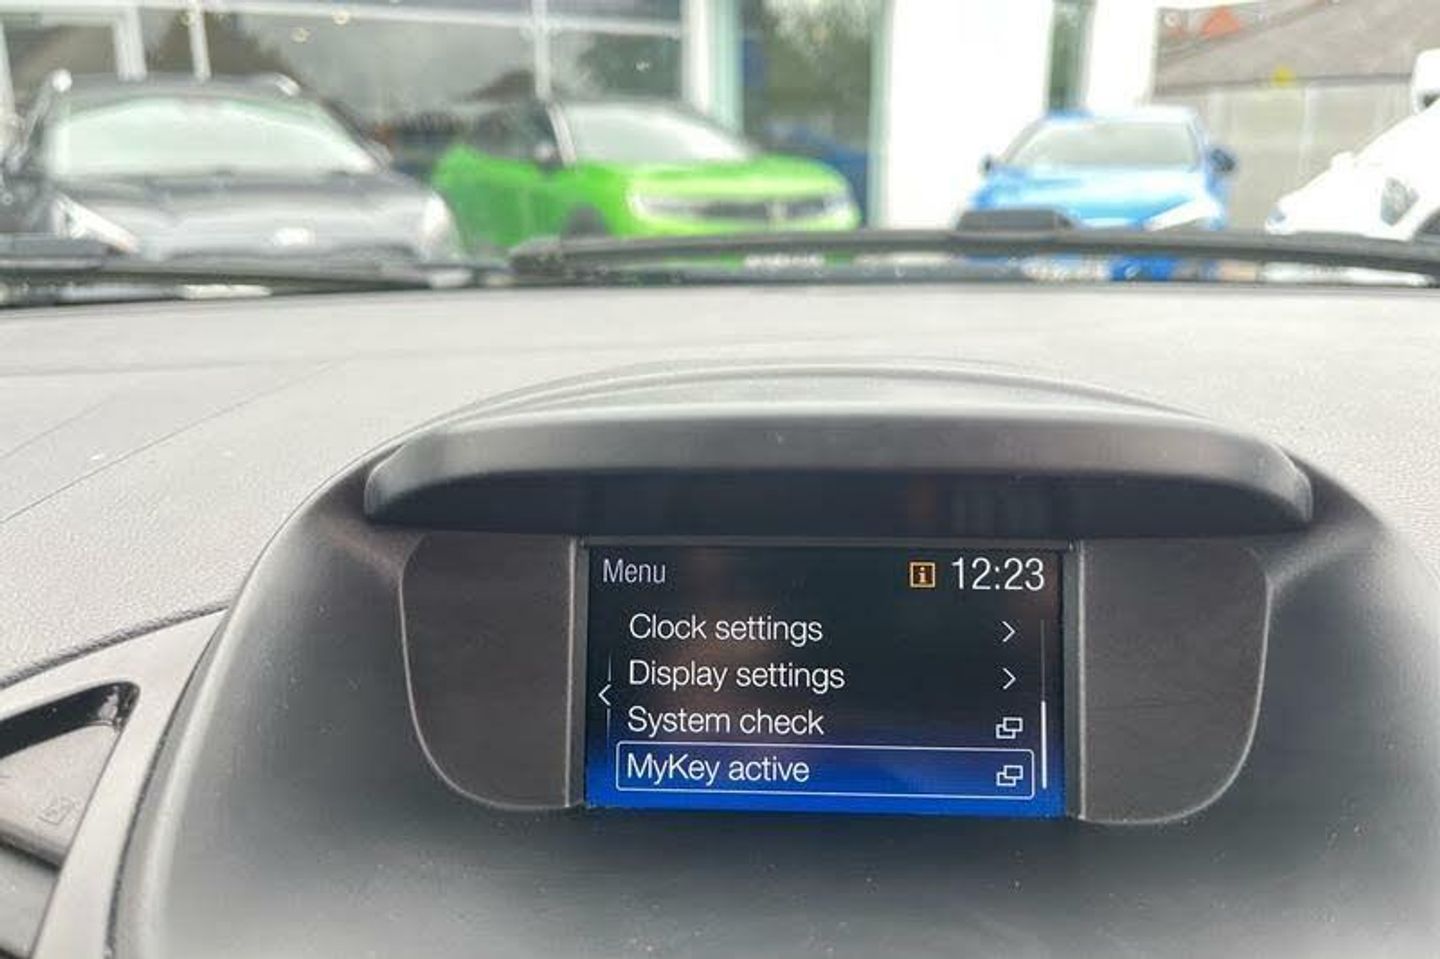 Menu
12:23
Clock settings
Display settings
System check
MyKey active